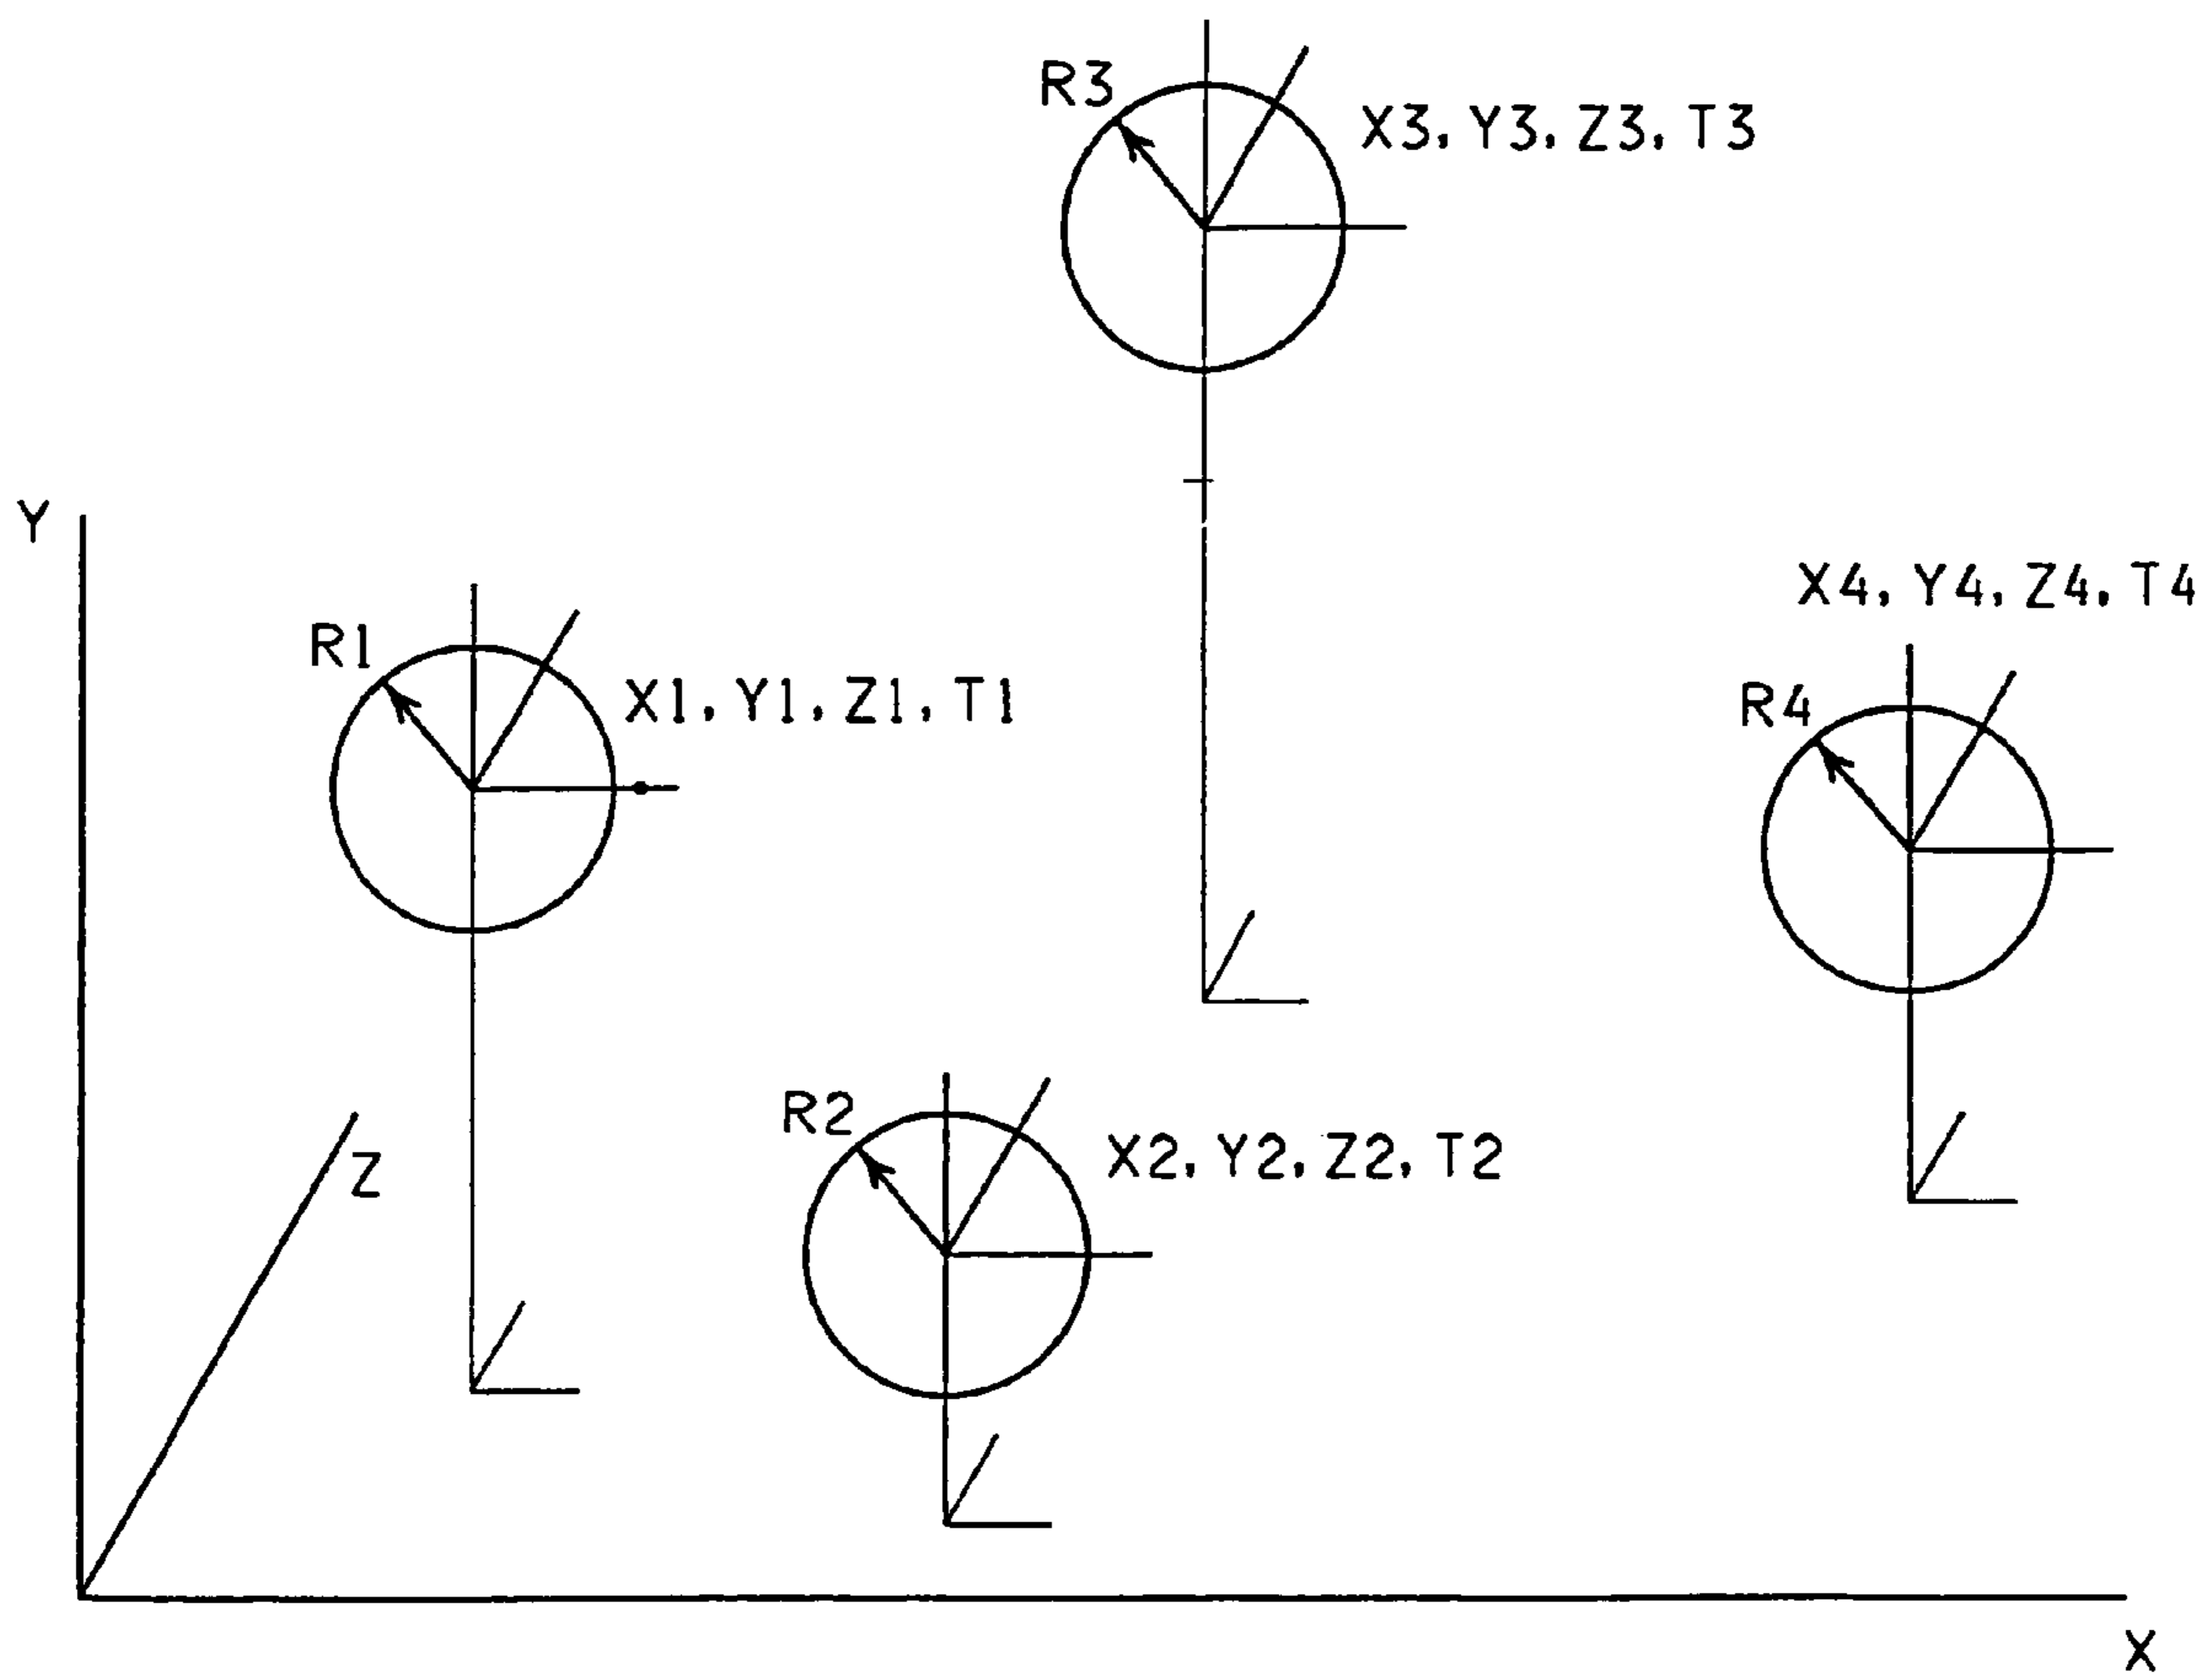 R3
X3, Y3, Z3, T3
Y
X4, Y4, Z4, T4
R1
X1, Y1, Z1, T1
R4
R2
X2, Y2, Z2, T2
Z
X